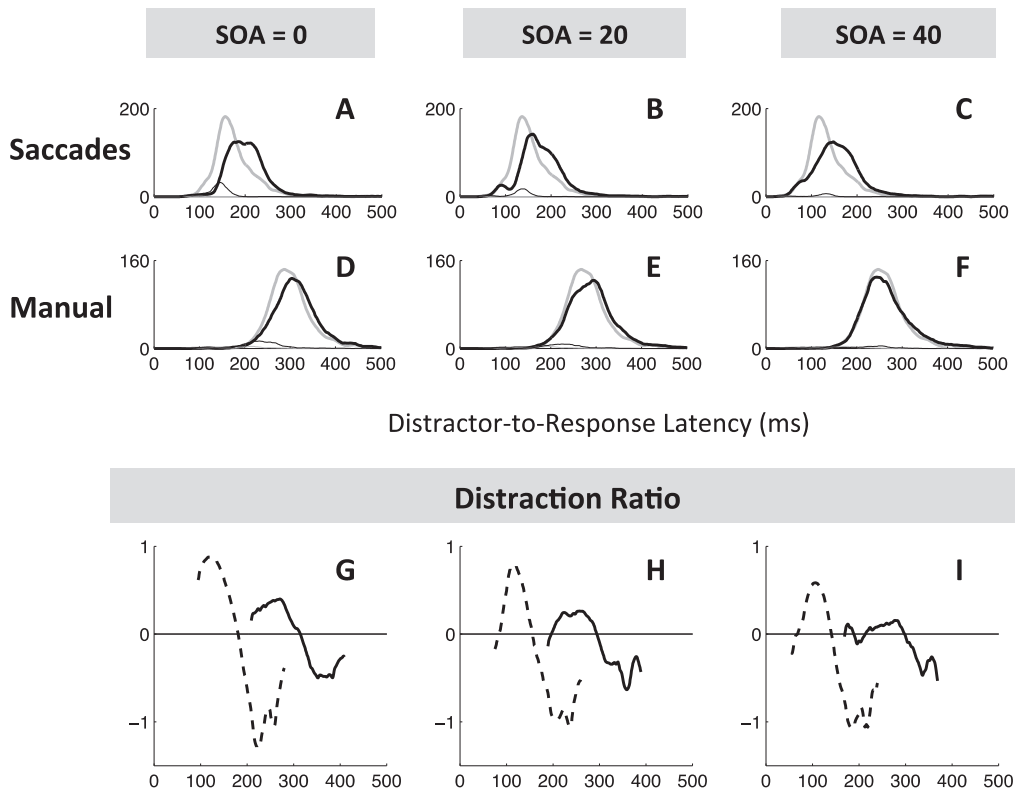 SOA = 0 SOA = 20 SOA = 40
Saccades
200 A 200 B 200 C
0 0 0
0 100 200 300 400 500 0 100 200 300 400 500 0 100 200 300 400 500
Manual
160 D 160 E 160 F
0 0 0
0 100 200 300 400 500 0 100 200 300 400 500 0 100 200 300 400 500
Distractor-to-Response Latency (ms)
Distraction Ratio
1 G 1 H 1 I
0 0 0
−1 −1 −1
0 100 200 300 400 500 0 100 200 300 400 500 0 100 200 300 400 500